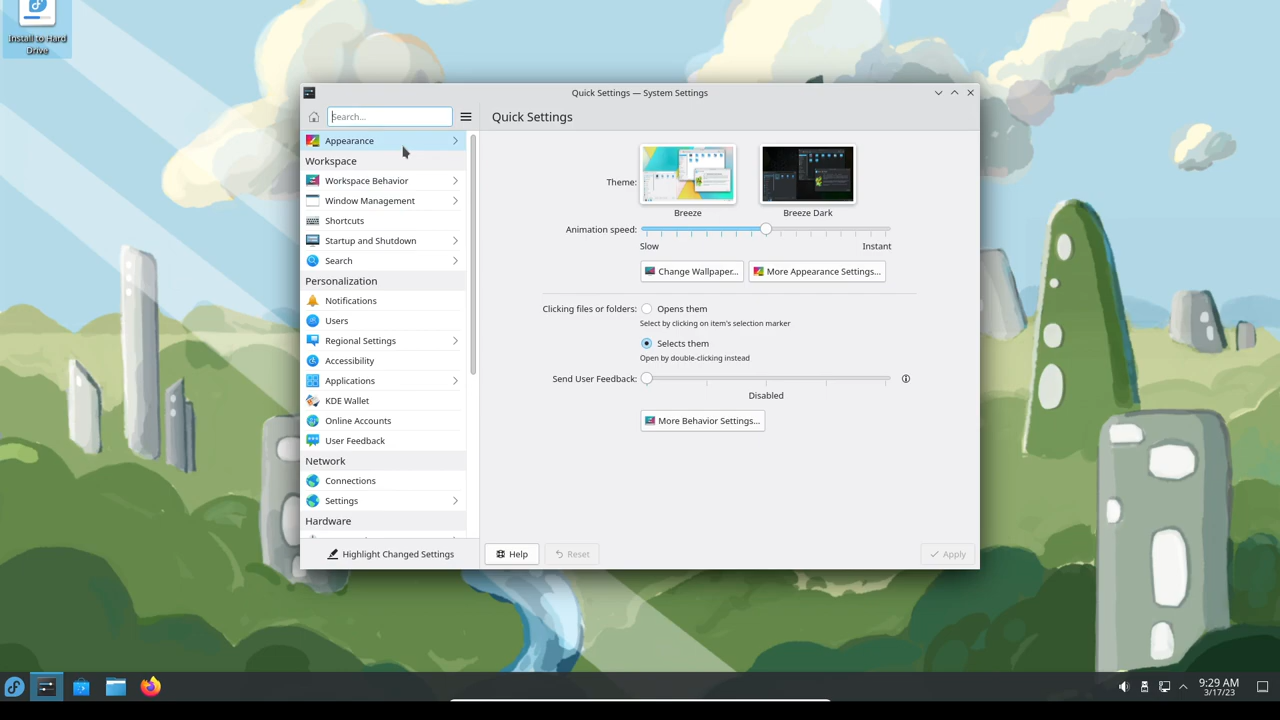 Install to Hard
Drive
Quick Settings — System Settings
Search...
Quick Settings
Appearance
Workspace
Workspace Behavior
Window Management
Shortcuts
Startup and Shutdown
Search
Personalization
Notifications
Users
Regional Settings
Accessibility
Applications
KDE Wallet
Online Accounts
User Feedback
Network
Connections
Settings
Hardware
Highlight Changed Settings
Theme:
Breeze
Breeze Dark
Animation speed:
Slow
Instant
Change Wallpaper...
More Appearance Settings...
Clicking files or folders:
Opens them
Select by clicking on item's selection marker
Selects them
Open by double-clicking instead
Send User Feedback:
Disabled
More Behavior Settings...
Help
Reset
Apply
9:29 AM
3/17/23